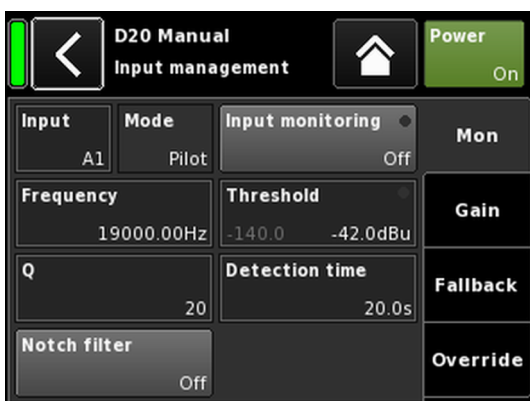 D20 Manual
Input management
Power
On
Input
A1
Mode
Pilot
Input monitoring
Off
Mon
Frequency
19000.00Hz
Threshold
-140.0 -42.0dBu
Gain
Q
20
Detection time
20.0s
Fallback
Notch filter
Off
Override